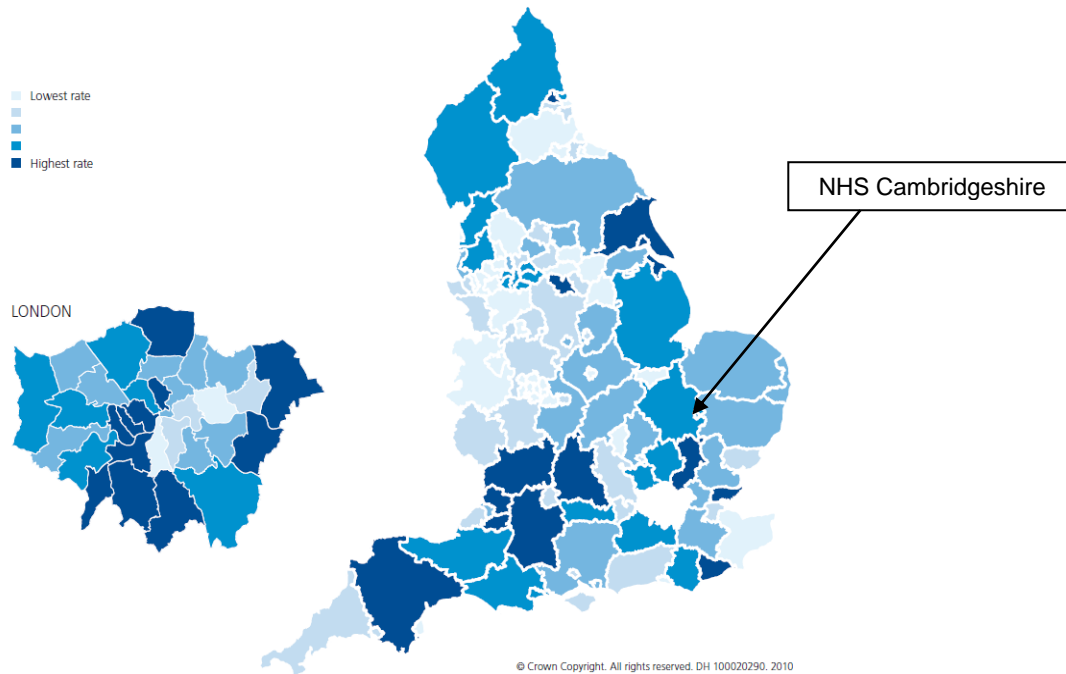 Lowest rate
Highest rate
NHS Cambridgeshire
LONDON
© Crown Copyright. All rights reserved. DH 100020290. 2010